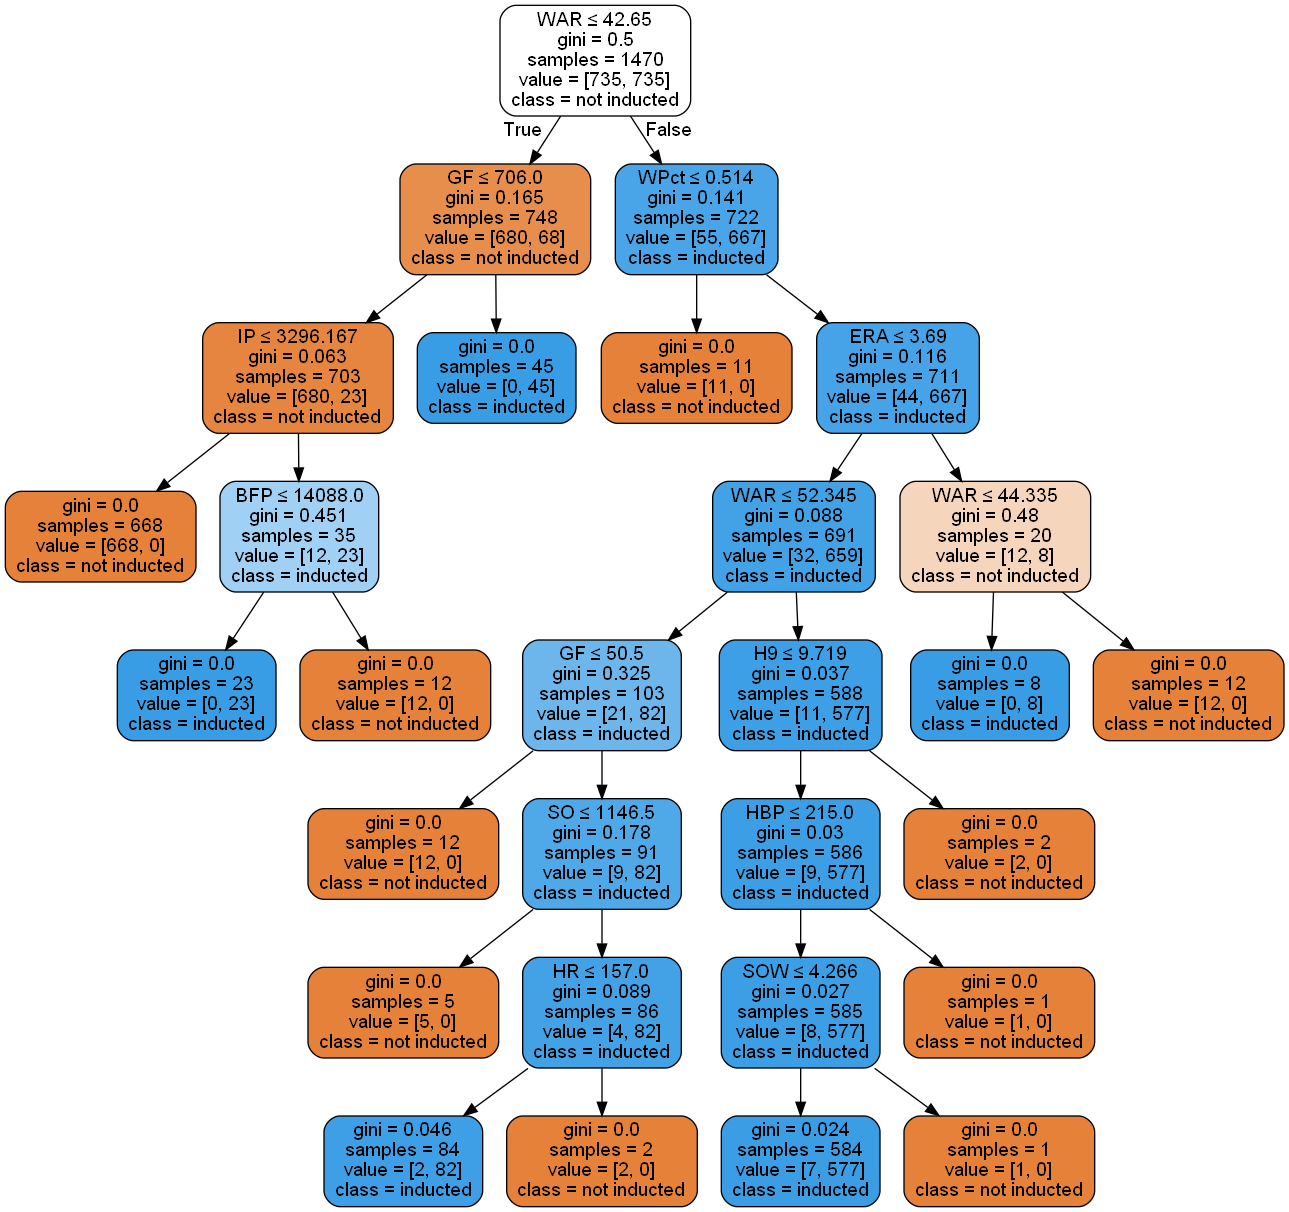 WAR ≤ 42.65
gini = 0.5
samples = 1470
value = [735, 735]
class = not inducted
True
False
GF ≤ 706.0
gini = 0.165
samples = 748
value = [680, 68]
class = not inducted
WPct ≤ 0.514
gini = 0.141
samples = 722
value = [55, 667]
class = inducted
IP ≤ 3296.167
gini = 0.063
samples = 703
value = [680, 23]
class = not inducted
gini = 0.0
samples = 45
value = [0, 45]
class = inducted
gini = 0.0
samples = 11
value = [11, 0]
class = not inducted
ERA ≤ 3.69
gini = 0.116
samples = 711
value = [44, 667]
class = inducted
gini = 0.0
samples = 668
value = [668, 0]
class = not inducted
BFP ≤ 14088.0
gini = 0.451
samples = 35
value = [12, 23]
class = inducted
WAR ≤ 52.345
gini = 0.088
samples = 691
value = [32, 659]
class = inducted
WAR ≤ 44.335
gini = 0.48
samples = 20
value = [12, 8]
class = not inducted
gini = 0.0
samples = 23
value = [0, 23]
class = inducted
gini = 0.0
samples = 12
value = [12, 0]
class = not inducted
GF ≤ 50.5
gini = 0.325
samples = 103
value = [21, 82]
class = inducted
H9 ≤ 9.719
gini = 0.037
samples = 588
value = [11, 577]
class = inducted
gini = 0.0
samples = 8
value = [0, 8]
class = inducted
gini = 0.0
samples = 12
value = [12, 0]
class = not inducted
gini = 0.0
samples = 12
value = [12, 0]
class = not inducted
SO ≤ 1146.5
gini = 0.178
samples = 91
value = [9, 82]
class = inducted
HBP ≤ 215.0
gini = 0.03
samples = 586
value = [9, 577]
class = inducted
gini = 0.0
samples = 2
value = [2, 0]
class = not inducted
gini = 0.0
samples = 5
value = [5, 0]
class = not inducted
HR ≤ 157.0
gini = 0.089
samples = 86
value = [4, 82]
class = inducted
SOW ≤ 4.266
gini = 0.027
samples = 585
value = [8, 577]
class = inducted
gini = 0.0
samples = 1
value = [1, 0]
class = not inducted
gini = 0.046
samples = 84
value = [2, 82]
class = inducted
gini = 0.0
samples = 2
value = [2, 0]
class = not inducted
gini = 0.024
samples = 584
value = [7, 577]
class = inducted
gini = 0.0
samples = 1
value = [1, 0]
class = not inducted